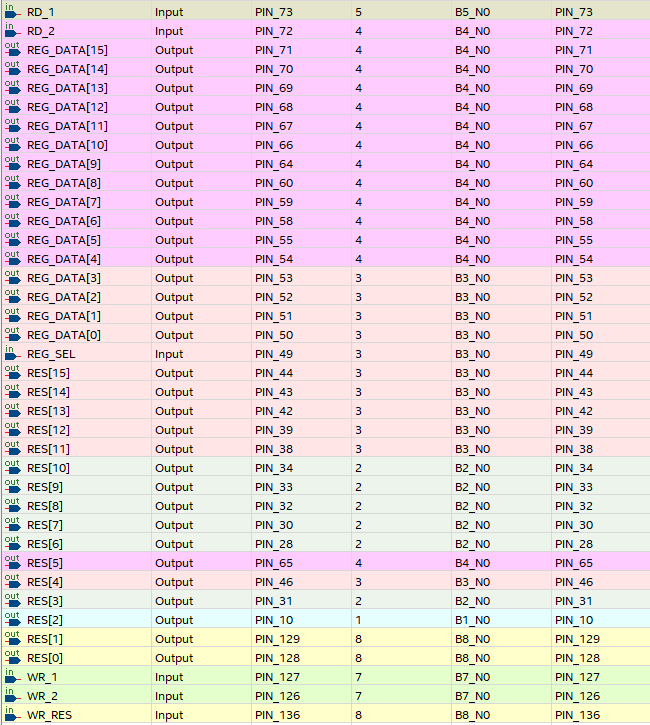 in RD_1 Input PIN_73 5 B5_N0 PIN_73
in RD_2 Input PIN_72 4 B4_N0 PIN_72
out REG_DATA[15] Output PIN_71 4 B4_N0 PIN_71
out REG_DATA[14] Output PIN_70 4 B4_N0 PIN_70
out REG_DATA[13] Output PIN_69 4 B4_N0 PIN_69
out REG_DATA[12] Output PIN_68 4 B4_N0 PIN_68
out REG_DATA[11] Output PIN_67 4 B4_N0 PIN_67
out REG_DATA[10] Output PIN_66 4 B4_N0 PIN_66
out REG_DATA[9] Output PIN_64 4 B4_N0 PIN_64
out REG_DATA[8] Output PIN_60 4 B4_N0 PIN_60
out REG_DATA[7] Output PIN_59 4 B4_N0 PIN_59
out REG_DATA[6] Output PIN_58 4 B4_N0 PIN_58
out REG_DATA[5] Output PIN_55 4 B4_N0 PIN_55
out REG_DATA[4] Output PIN_54 4 B4_N0 PIN_54
out REG_DATA[3] Output PIN_53 3 B3_N0 PIN_53
out REG_DATA[2] Output PIN_52 3 B3_N0 PIN_52
out REG_DATA[1] Output PIN_51 3 B3_N0 PIN_51
out REG_DATA[0] Output PIN_50 3 B3_N0 PIN_50
in REG_SEL Input PIN_49 3 B3_N0 PIN_49
out RES[15] Output PIN_44 3 B3_N0 PIN_44
out RES[14] Output PIN_43 3 B3_N0 PIN_43
out RES[13] Output PIN_42 3 B3_N0 PIN_42
out RES[12] Output PIN_39 3 B3_N0 PIN_39
out RES[11] Output PIN_38 3 B3_N0 PIN_38
out RES[10] Output PIN_34 2 B2_N0 PIN_34
out RES[9] Output PIN_33 2 B2_N0 PIN_33
out RES[8] Output PIN_32 2 B2_N0 PIN_32
out RES[7] Output PIN_30 2 B2_N0 PIN_30
out RES[6] Output PIN_28 2 B2_N0 PIN_28
out RES[5] Output PIN_65 4 B4_N0 PIN_65
out RES[4] Output PIN_46 3 B3_N0 PIN_46
out RES[3] Output PIN_31 2 B2_N0 PIN_31
out RES[2] Output PIN_10 1 B1_N0 PIN_10
out RES[1] Output PIN_129 8 B8_N0 PIN_129
out RES[0] Output PIN_128 8 B8_N0 PIN_128
in WR_1 Input PIN_127 7 B7_N0 PIN_127
in WR_2 Input PIN_126 7 B7_N0 PIN_126
in WR_RES Input PIN_136 8 B8_N0 PIN_136